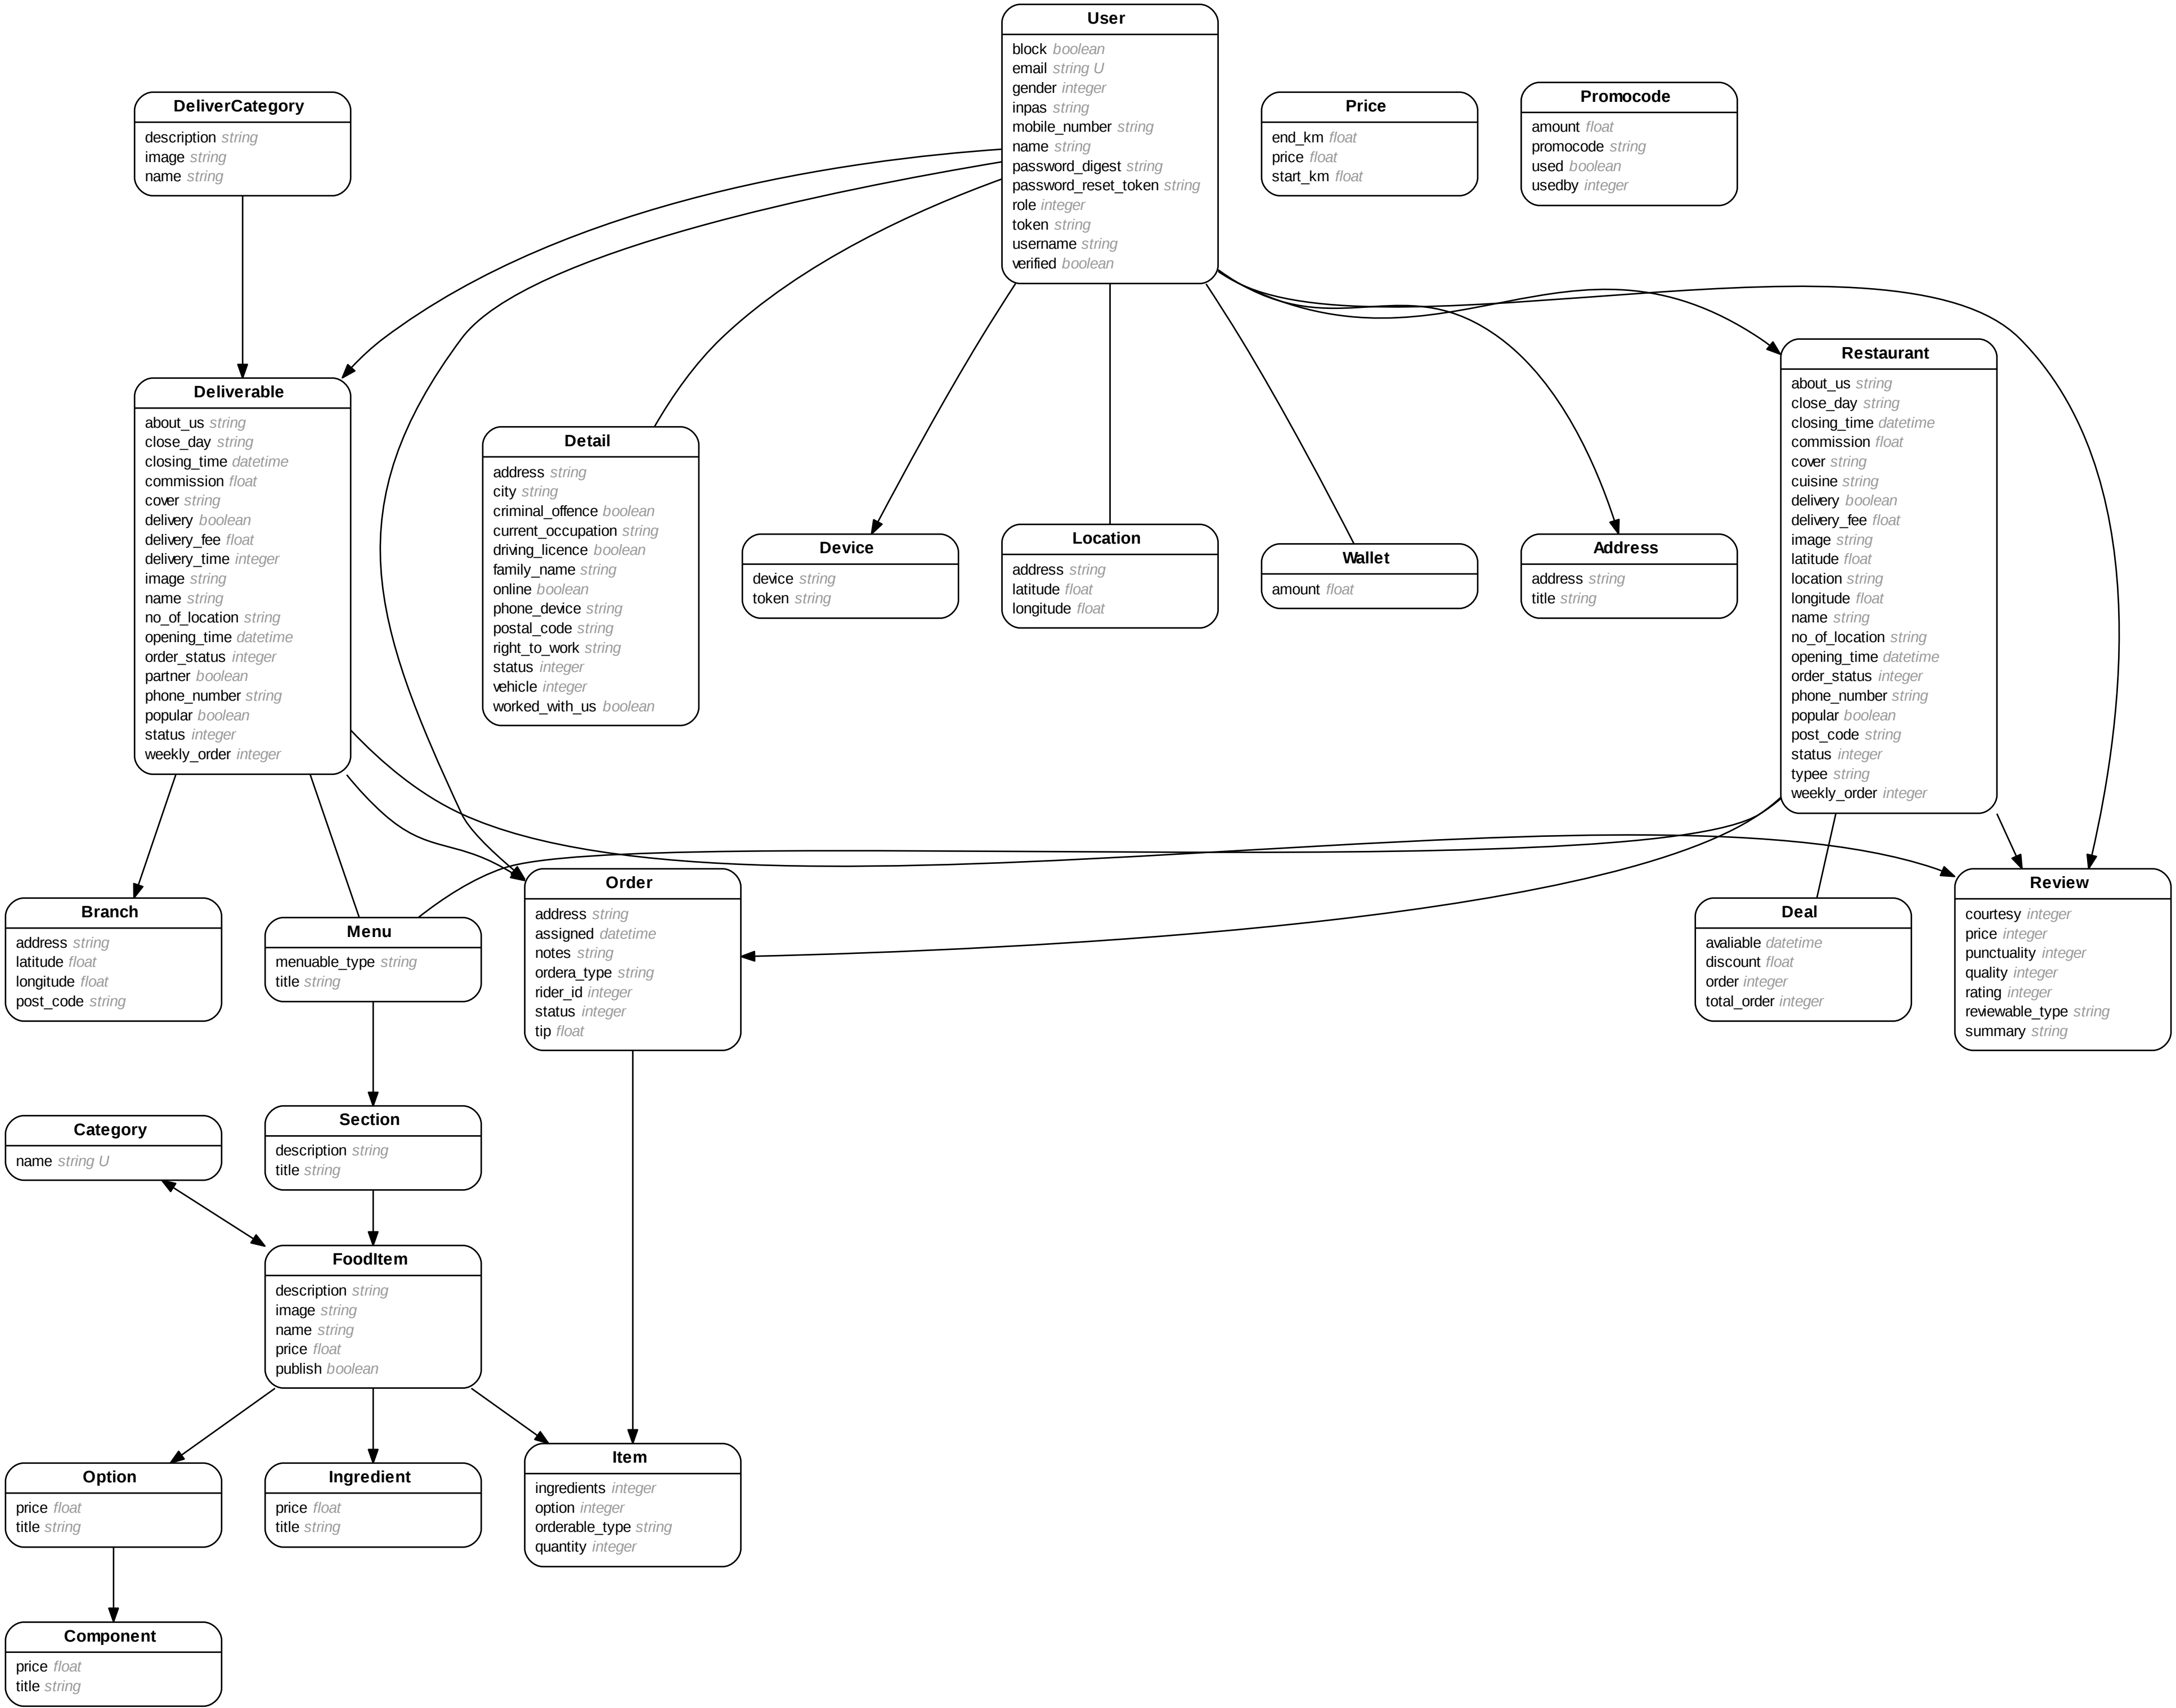 User
block boolean
email string U
gender integer
inpas string
mobile_number string
name string
password_digest string
password_reset_token string
role integer
token string
username string
verified boolean
DeliverCategory
description string
image string
name string
Price
end_km float
price float
start_km float
Promocode
amount float
promocode string
used boolean
usedby integer
Deliverable
about_us string
close_day string
closing_time datetime
commission float
cover string
delivery boolean
delivery_fee float
delivery_time integer
image string
name string
no_of_location string
opening_time datetime
order_status integer
partner boolean
phone_number string
popular boolean
status integer
weekly_order integer
Detail
address string
city string
criminal_offence boolean
current_occupation string
driving_licence boolean
family_name string
online boolean
phone_device string
postal_code string
right_to_work string
status integer
vehicle integer
worked_with_us boolean
Device
device string
token string
Location
address string
latitude float
longitude float
Wallet
amount float
Address
address string
title string
Restaurant
about_us string
close_day string
closing_time datetime
commission float
cover string
cuisine string
delivery boolean
delivery_fee float
image string
latitude float
location string
longitude float
name string
no_of_location string
opening_time datetime
order_status integer
phone_number string
popular boolean
post_code string
status integer
typee string
weekly_order integer
Branch
address string
latitude float
longitude float
post_code string
Menu
menuable_type string
title string
Order
address string
assigned datetime
notes string
ordera_type string
rider_id integer
status integer
tip float
Deal
avaliable datetime
discount float
order integer
total_order integer
Review
courtesy integer
price integer
punctuality integer
quality integer
rating integer
reviewable_type string
summary string
Category
name string U
Section
description string
title string
FoodItem
description string
image string
name string
price float
publish boolean
Option
price float
title string
Ingredient
price float
title string
Item
ingredients integer
option integer
orderable_type string
quantity integer
Component
price float
title string